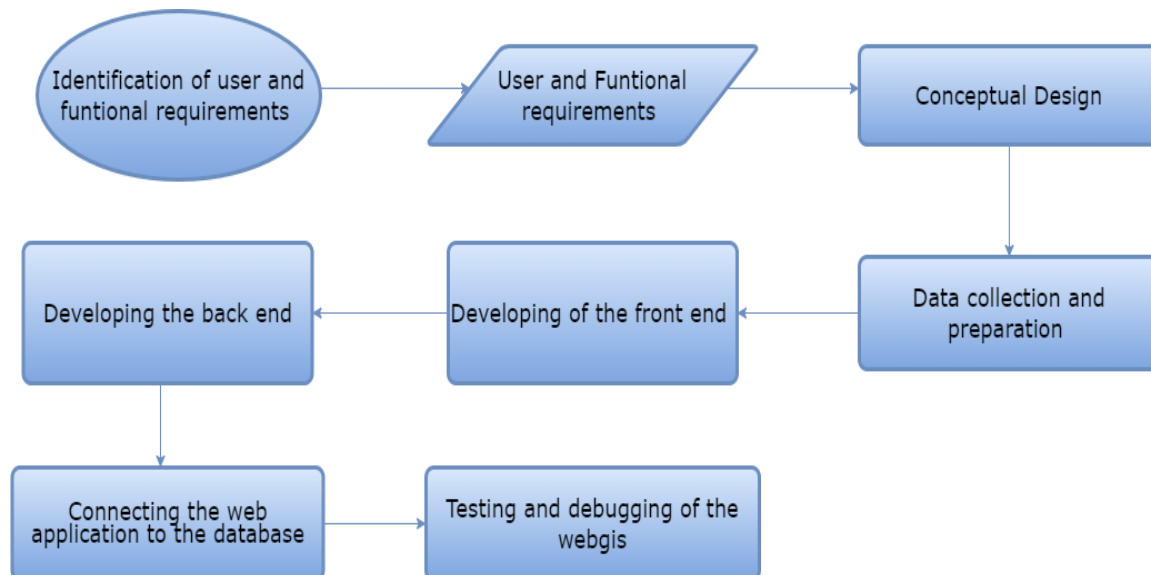 Identification of user and
funtional requirements
User and Funtional
requirements
Conceptual Design
Data collection and
preparation
Developing of the front end
Developing the back end
Connecting the web
application to the database
Testing and debugging of the
webgis